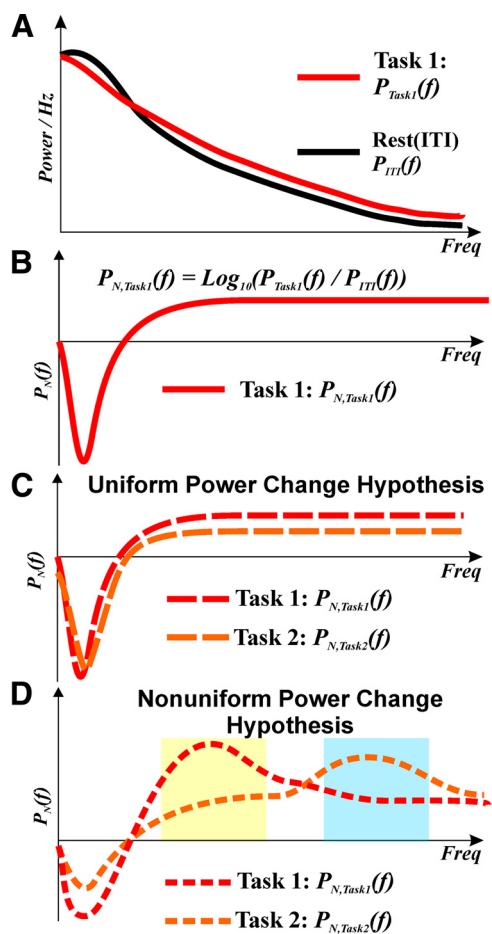 A
Power / Hz
Task 1:
P_Task1(f)
Rest(ITI)
P_ITI(f)
Freq
B
P_N,Task1(f) = Log_10(P_Task1(f) / P_ITI(f))
P_N(f)
Freq
Task 1: P_N,Task1(f)
C
Uniform Power Change Hypothesis
P_N(f)
Freq
Task 1: P_N,Task1(f)
Task 2: P_N,Task2(f)
D
Nonuniform Power Change
Hypothesis
P_N(f)
Freq
Task 1: P_N,Task1(f)
Task 2: P_N,Task2(f)